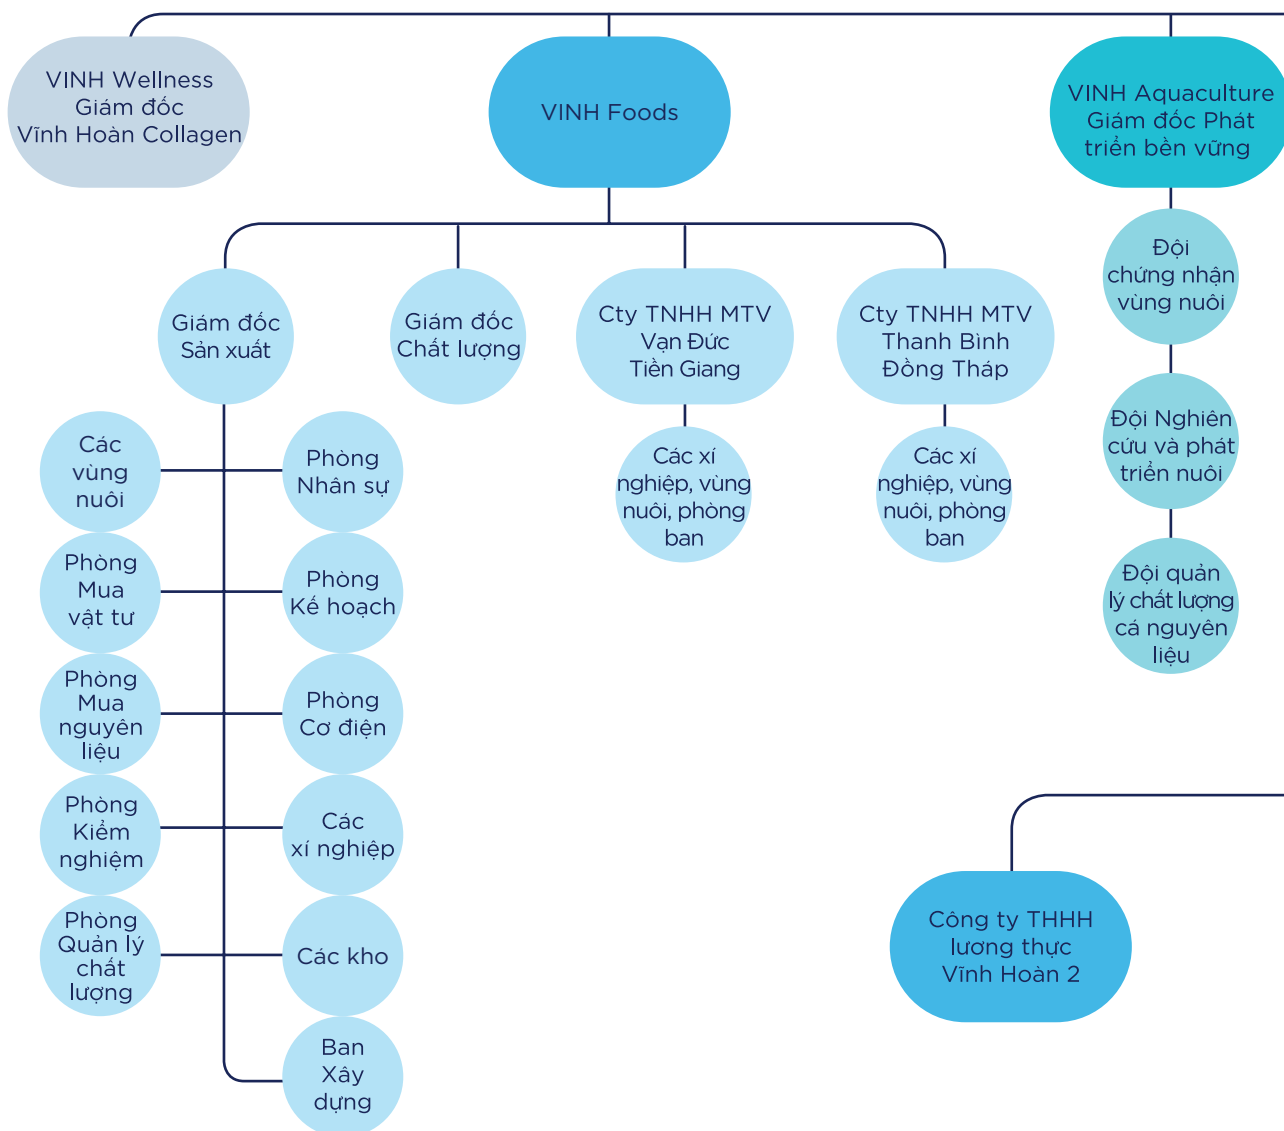 VINH Wellness
Giám đốc
Vĩnh Hoàn Collagen
VINH Foods
VINH Aquaculture
Giám đốc Phát
triển bền vững
Giám đốc
Sản xuất
Giám đốc
Chất lượng
Cty TNHH MTV
Vạn Đức
Tiền Giang
Cty TNHH MTV
Thanh Bình
Đồng Tháp
Đội
chứng nhận
vùng nuôi
Các
vùng
nuôi
Phòng
Nhân sự
Các xí
nghiệp, vùng
nuôi, phòng
ban
Các xí
nghiệp, vùng
nuôi, phòng
ban
Đội Nghiên
cứu và phát
triển nuôi
Phòng
Mua
vật tư
Phòng
Kế hoạch
Đội quản
lý chất lượng
cá nguyên
liệu
Phòng
Mua
nguyên
liệu
Phòng
Cơ điện
Phòng
Kiểm
nghiệm
Các
xí nghiệp
Phòng
Quản lý
chất
lượng
Các kho
Công ty THHH
lương thực
Vĩnh Hoàn 2
Ban
Xây
dựng